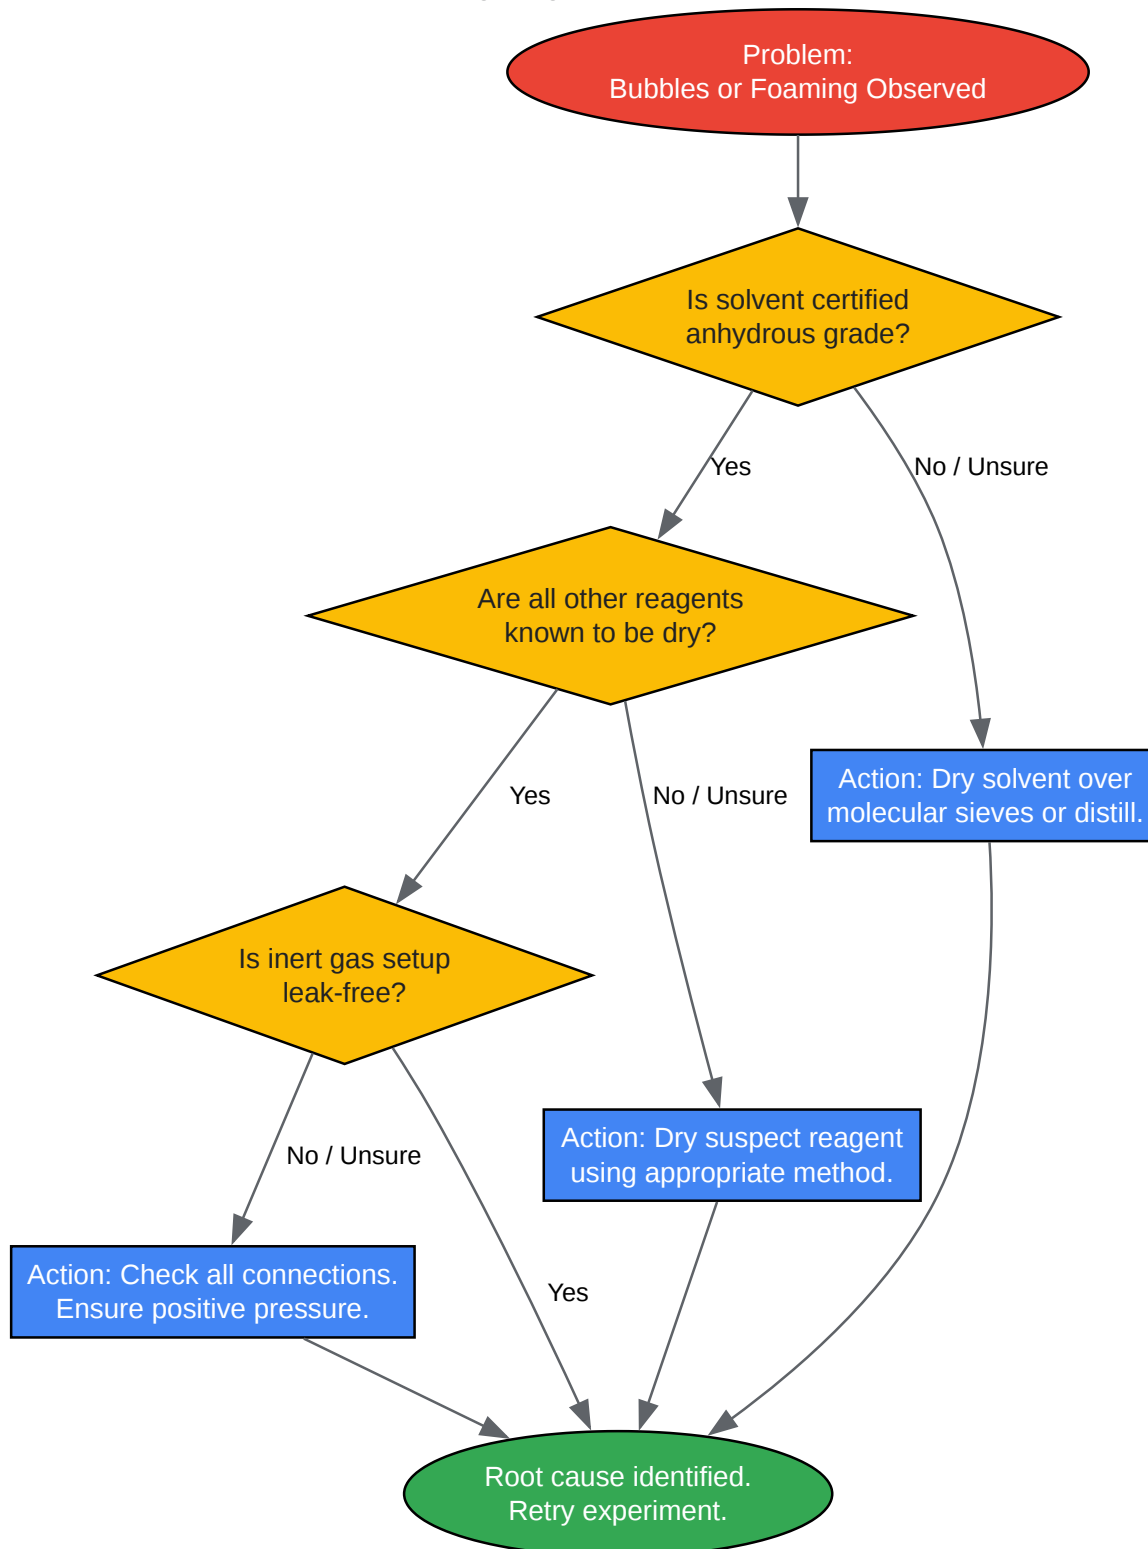 Problem:
Bubbles or Foaming Observed
Is solvent certified
anhydrous grade?
Yes
No / Unsure
Are all other reagents
known to be dry?
Yes
No / Unsure
Action: Dry solvent over
molecular sieves or distill.
Is inert gas setup
leak-free?
No / Unsure
Yes
Action: Dry suspect reagent
using appropriate method.
Action: Check all connections.
Ensure positive pressure.
Root cause identified.
Retry experiment.